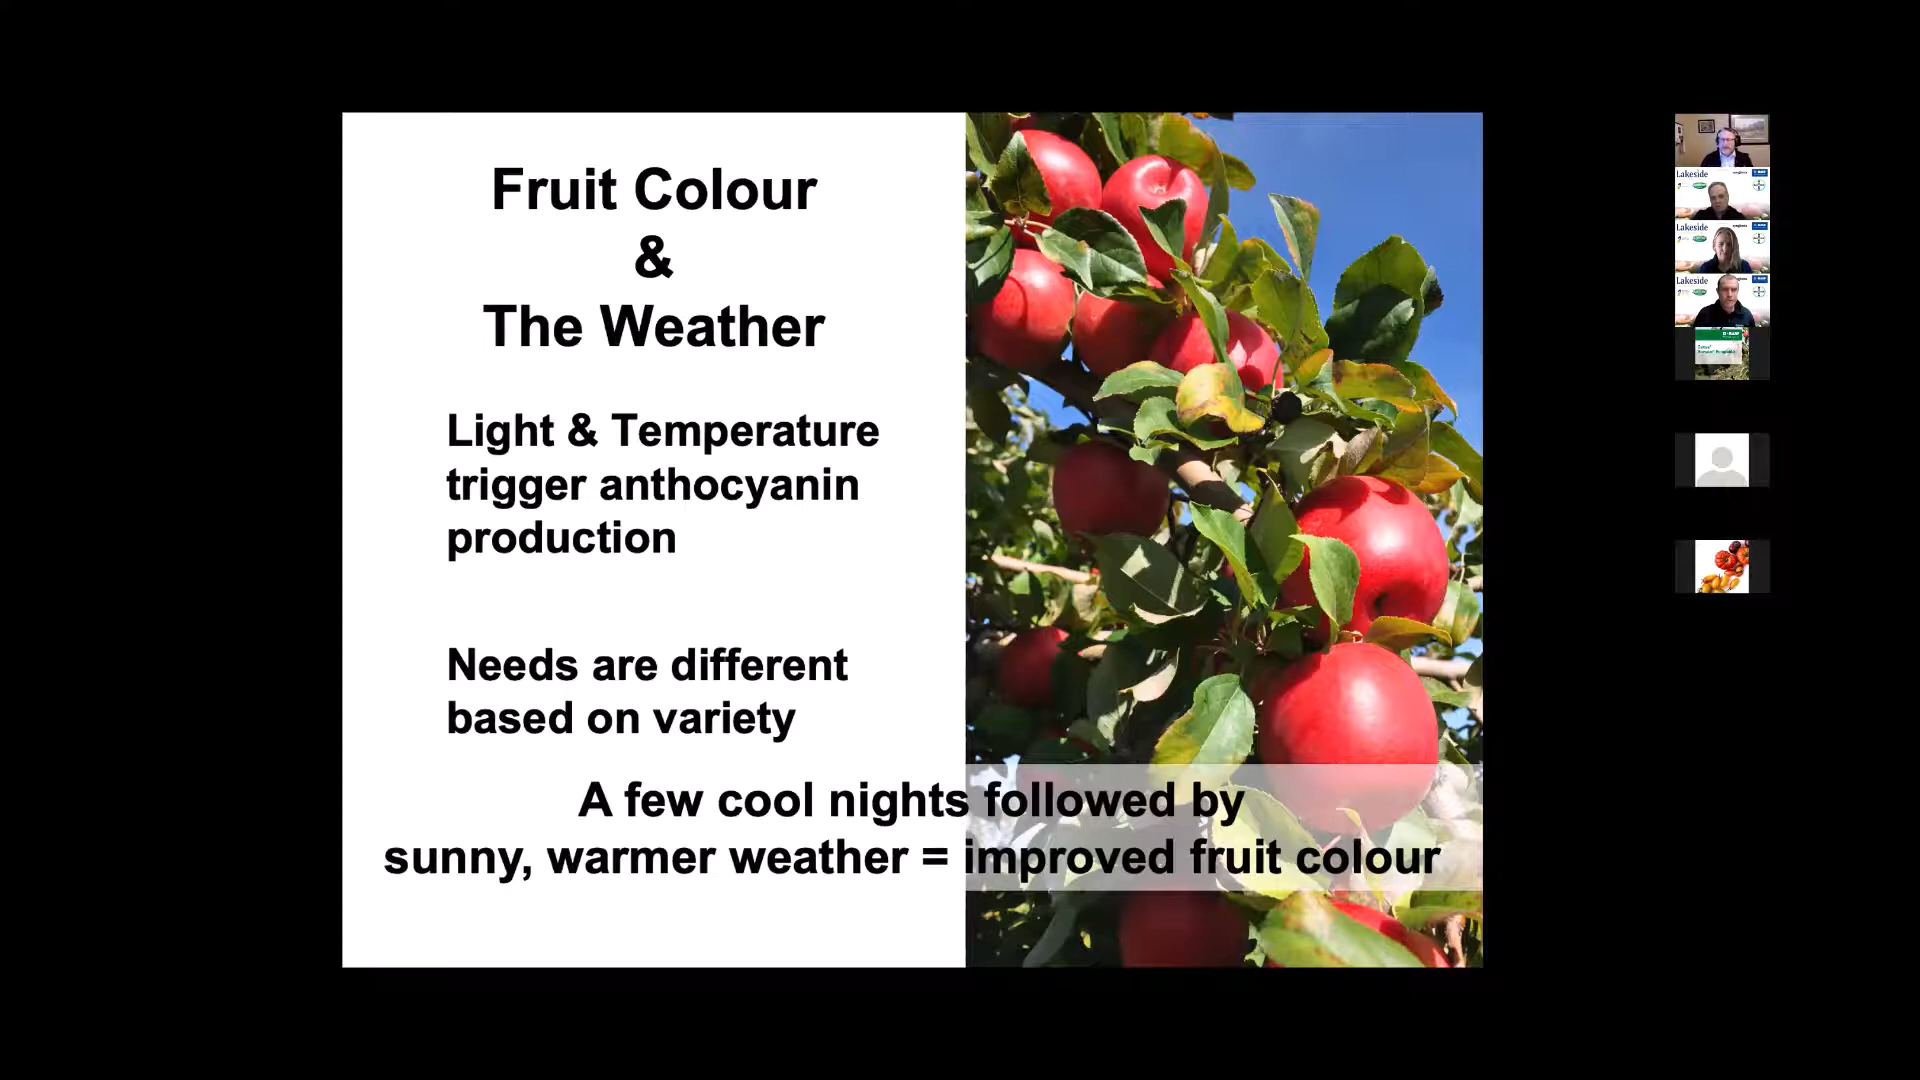 Fruit Colour
&
The Weather
Light & Temperature
trigger anthocyanin
production
Needs are different
based on variety
A few cool nights followed by
sunny, warmer weather = improved fruit colour
Lakeside
Lakeside
Lakeside